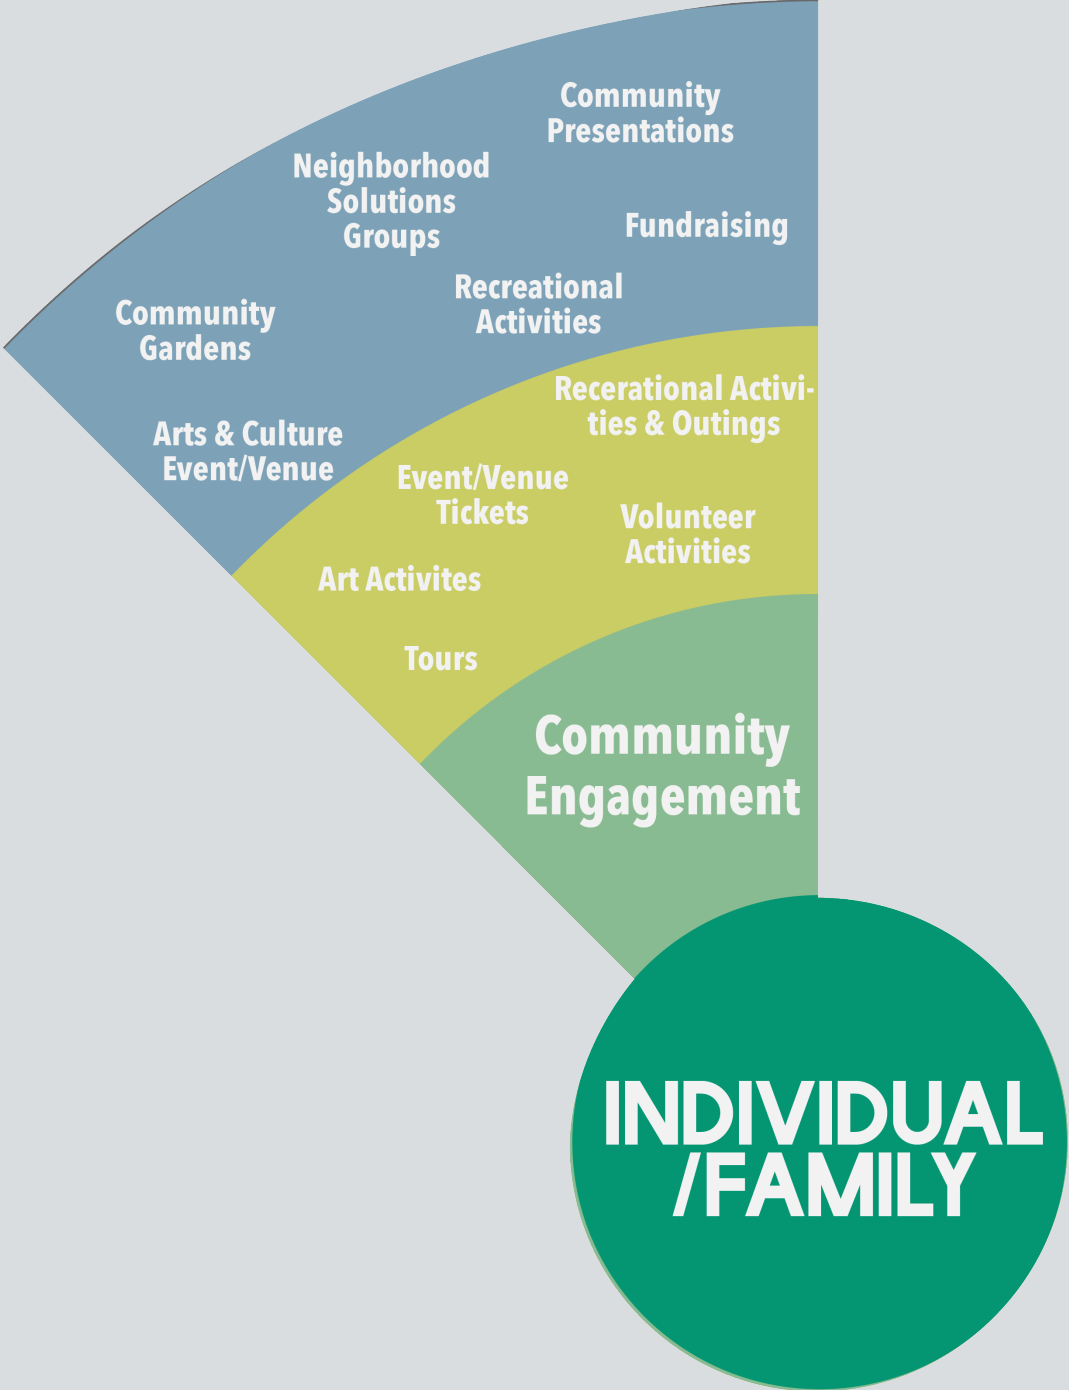 Community
Presentations
Neighborhood
Solutions
Groups
Fundraising
Recreational
Activities
Community
Gardens
Arts & Culture
Event/Venue
Recerational Activi-
ties & Outings
Event/Venue
Tickets
Volunteer
Activities
Art Activites
Tours
Community
Engagement
INDIVIDUAL
/FAMILY